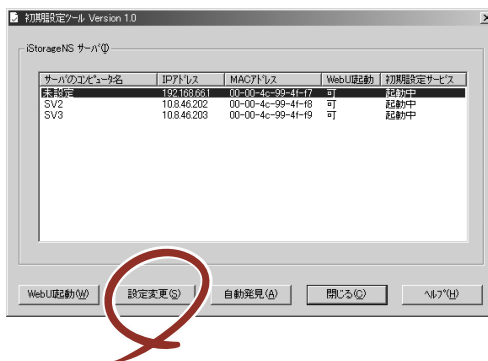 初期設定ツール Version 1.0
iStorageNS サーバ(I)
サーバのコンピュータ名 IPアドレス MACアドレス WebUI起動 初期設定サービス
未設定 192.168.66.1 00-00-4c-99-4f-f7 可 起動中
SV2 10.8.46.202 00-00-4c-99-4f-f8 可 起動中
SV3 10.8.46.203 00-00-4c-99-4f-f9 可 起動中
WebUI起動(W) 設定変更(S) 自動発見(A) 閉じる(C) ヘルプ(H)